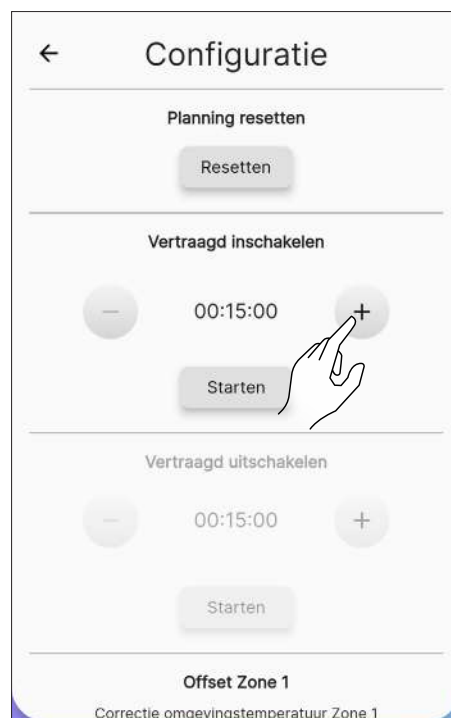 Configuratie
Planning resetten
Resetten
Vertraagd inschakelen
00:15:00
Starten
Vertraagd uitschakelen
00:15:00
Starten
Offset Zone 1
Correctie omgevingstemperatuur Zone 1